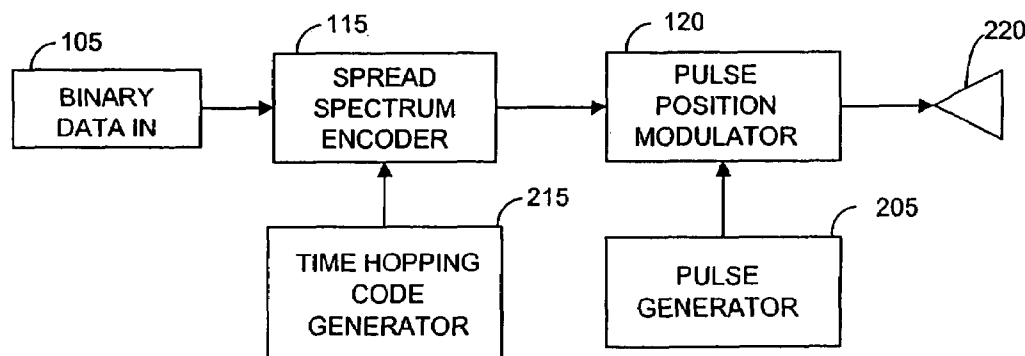 105
BINARY
DATA IN
115
SPREAD
SPECTRUM
ENCODER
120
PULSE
POSITION
MODULATOR
220
215
TIME HOPPING
CODE
GENERATOR
205
PULSE
GENERATOR